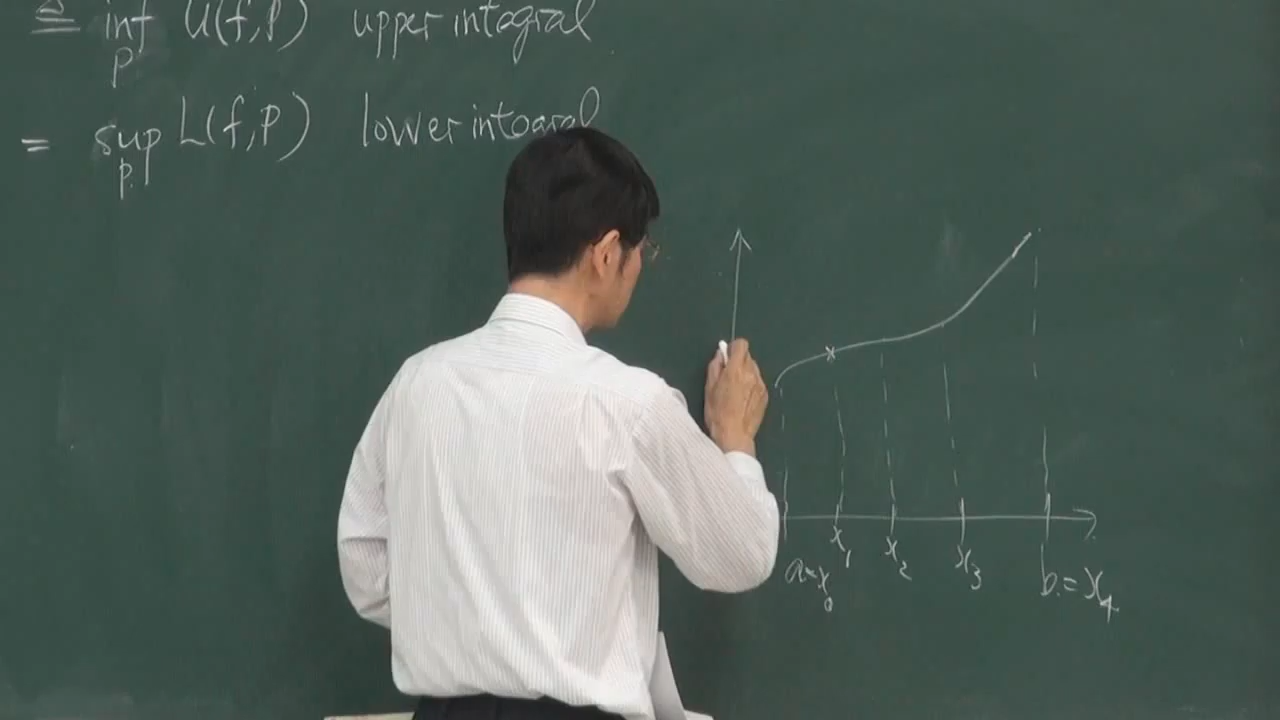 ≜ inf U(f,P) upper integral
P
= sup L(f,P) lower integral
P
x₁ x₂ x₃
a=x₀ b=x₄